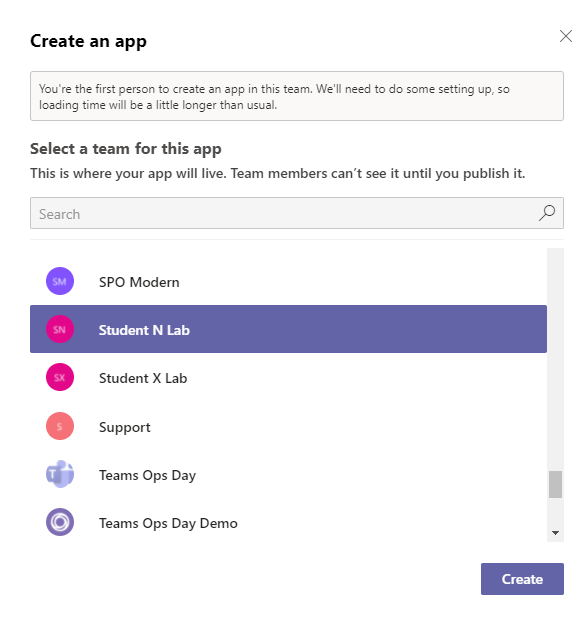 Create an app
You're the first person to create an app in this team. We'll need to do some setting up, so
loading time will be a little longer than usual.
Select a team for this app
This is where your app will live. Team members can’t see it until you publish it.
Search
SM SPO Modern
SN Student N Lab
SX Student X Lab
S Support
T Teams Ops Day
Teams Ops Day Demo
Create